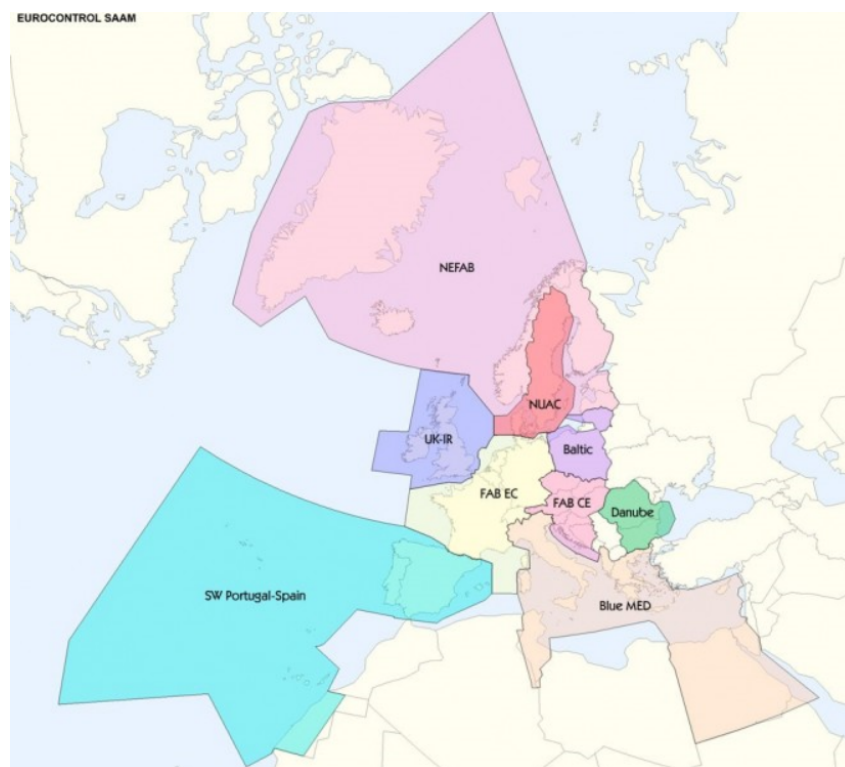 EUROCONTROL SAAM
NEFAB
NUAC
UK-IR
Baltic
FAB EC
FAB CE
Danube
SW Portugal-Spain
Blue MED